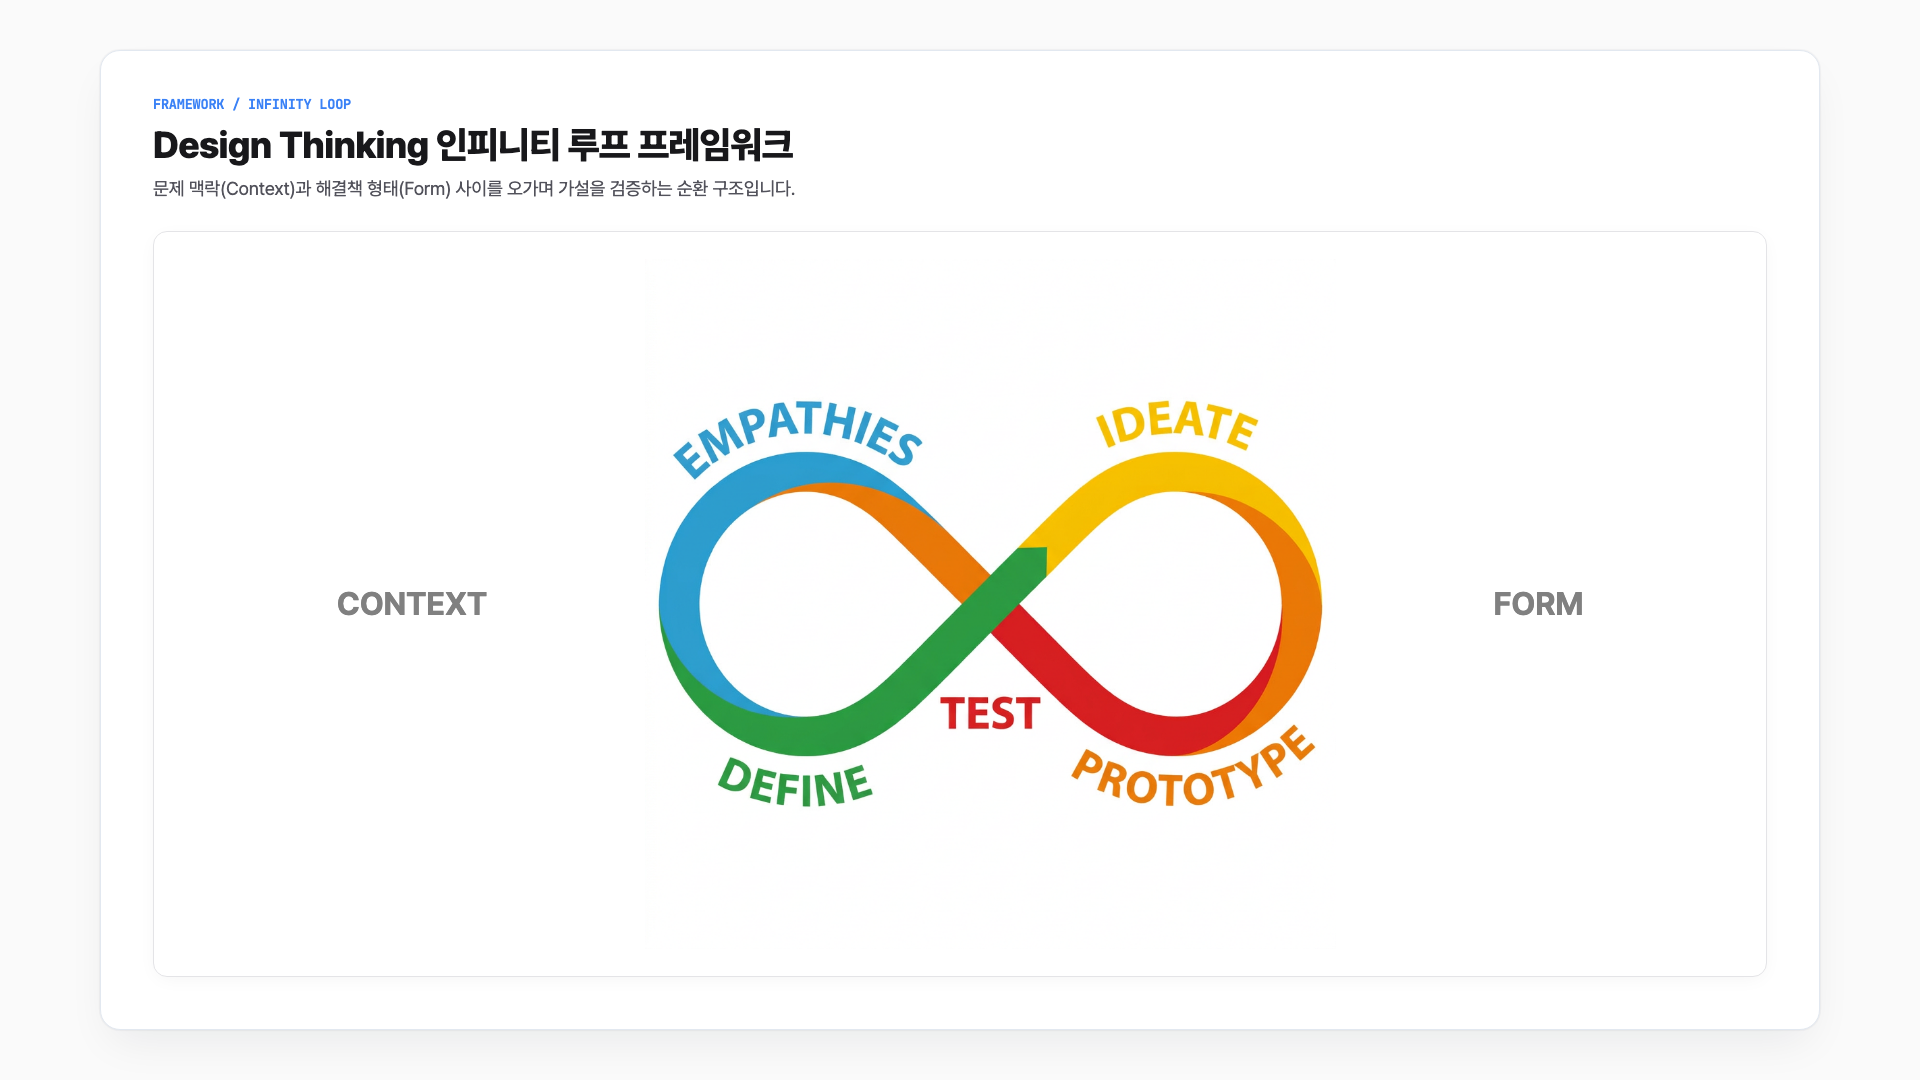 FRAMEWORK / INFINITY LOOP
Design Thinking 인피니티 루프 프레임워크
문제 맥락(Context)과 해결책 형태(Form) 사이를 오가며 가설을 검증하는 순환 구조입니다.
EMPATHIES
IDEATE
CONTEXT
FORM
TEST
DEFINE
PROTOTYPE